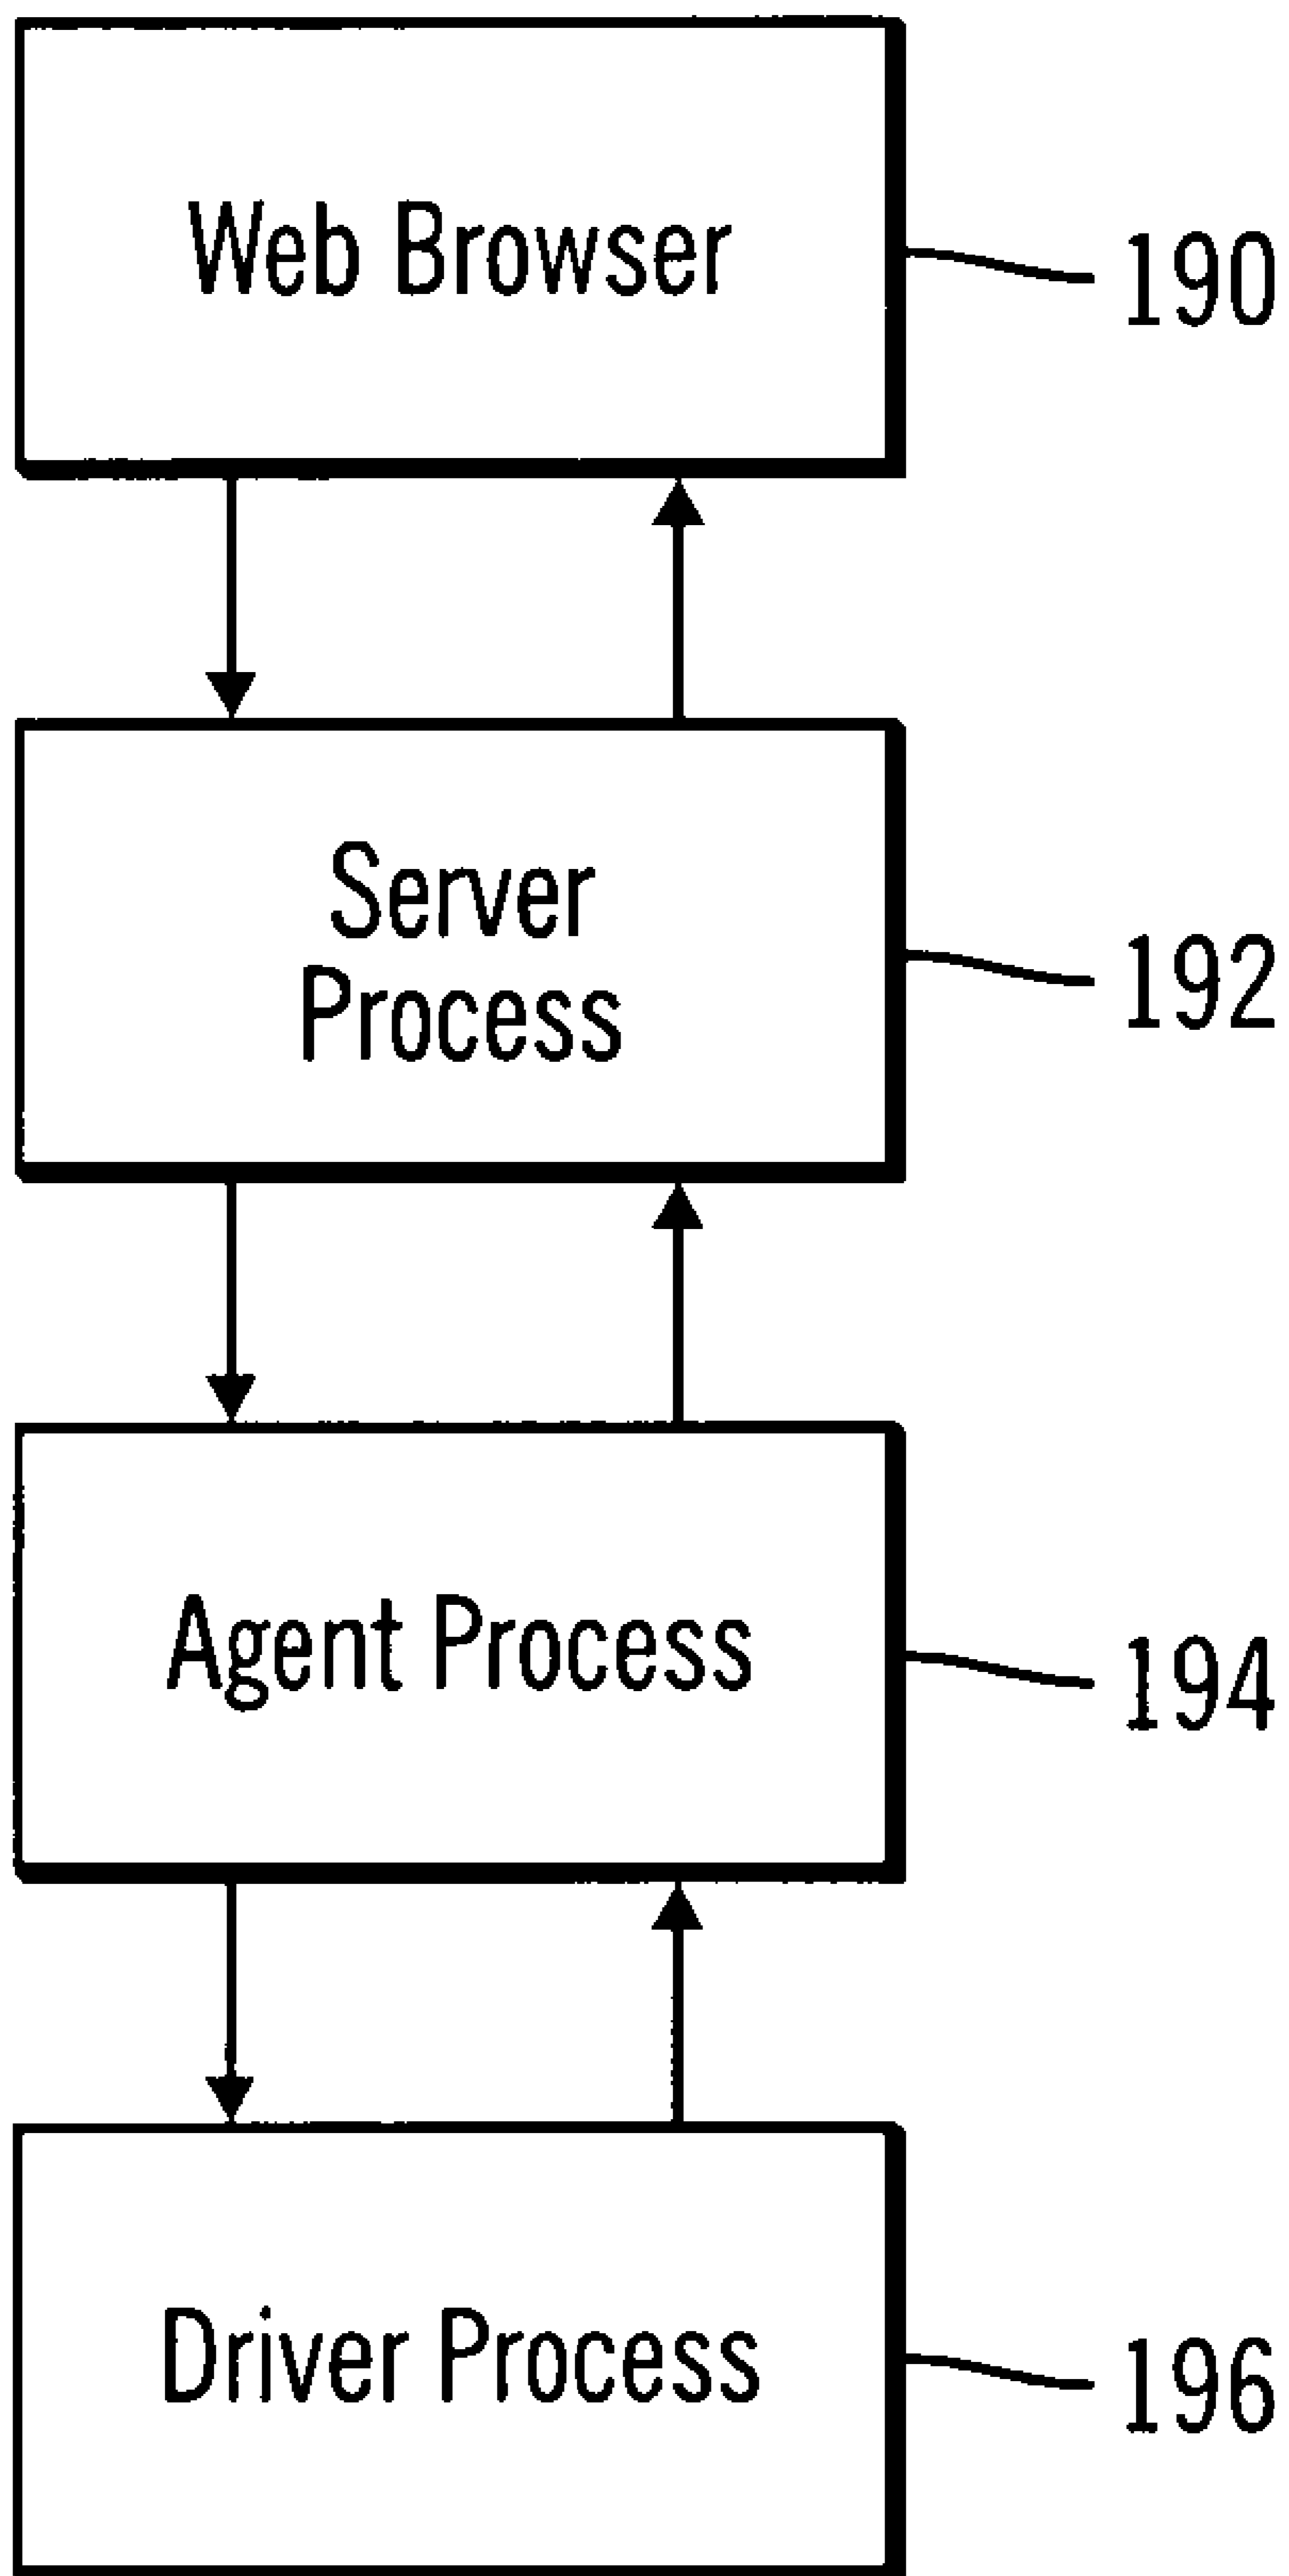 Web Browser
190
Server
Process
192
Agent Process
194
Driver Process
196